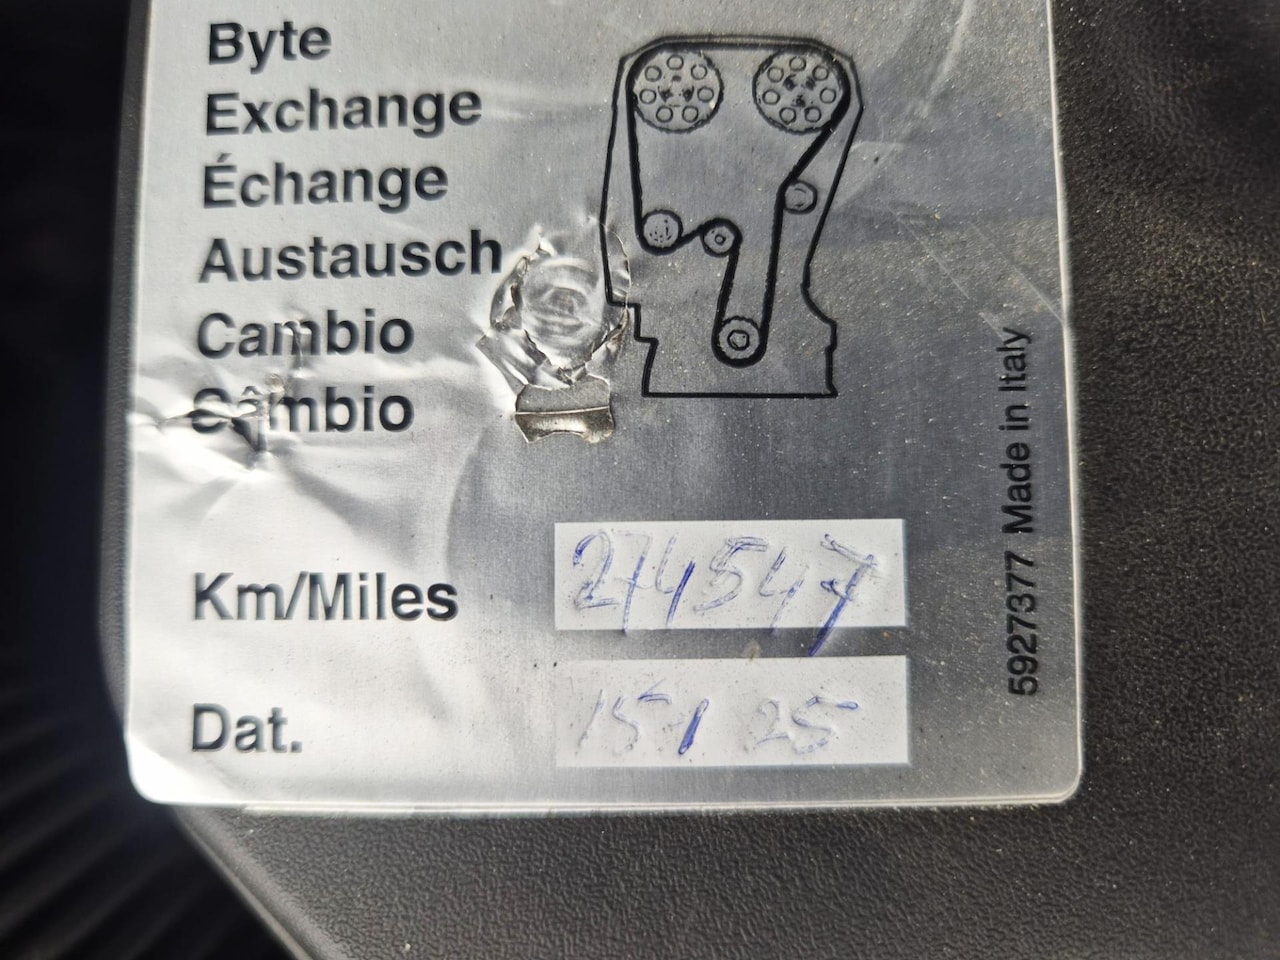 Byte
Exchange
Échange
Austausch
Cambio
Câmbio
Km/Miles 274547
Dat. 15 1 25
5927377 Made in Italy